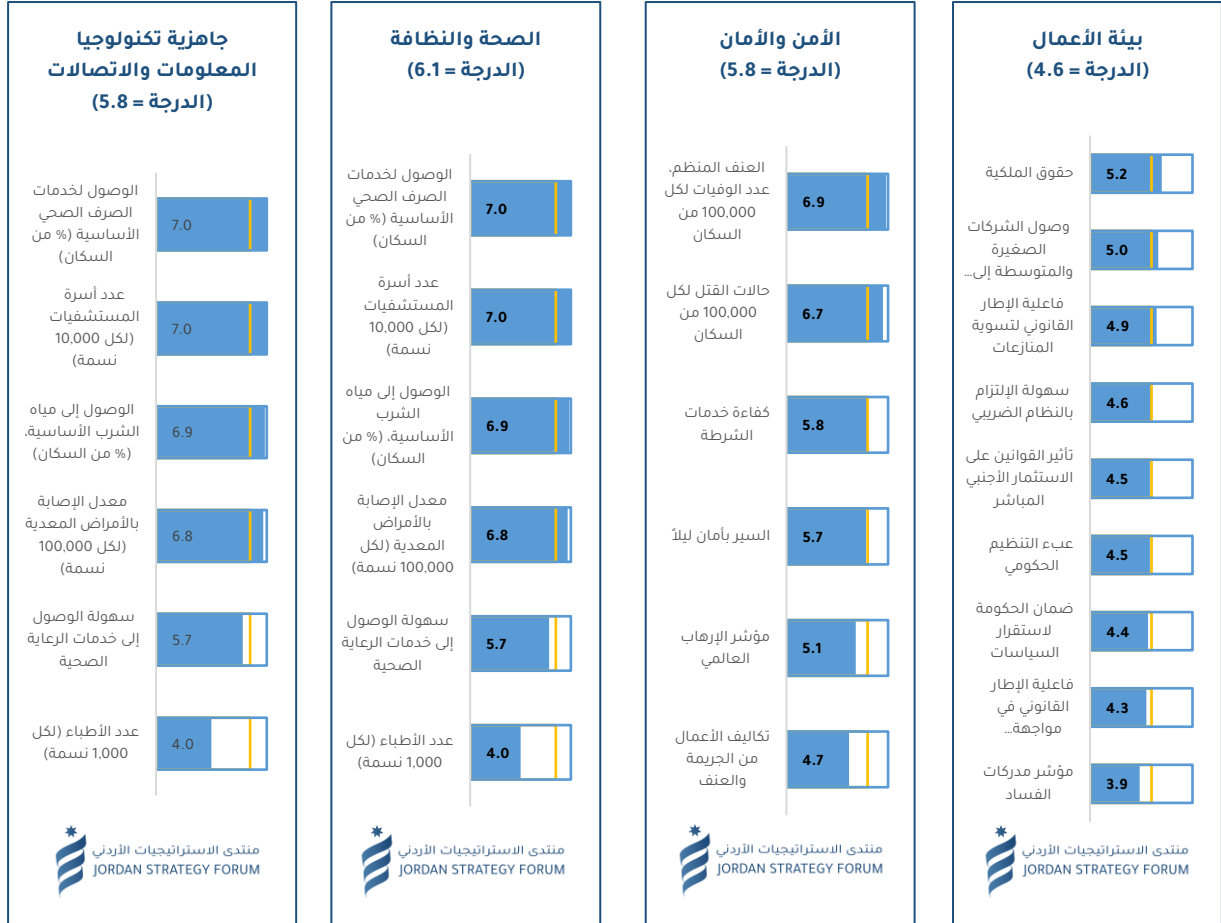 بيئة الأعمال
(الدرجة = 4.6)
حقوق الملكية
5.2
وصول الشركات
الصغيرة
والمتوسطة إلى...
5.0
فاعلية الإطار
القانوني لتسوية
المنازعات
4.9
سهولة الإلتزام
بالنظام الضريبي
4.6
تأثير القوانين على
الاستثمار الأجنبي
المباشر
4.5
عبء التنظيم
الحكومي
4.5
ضمان الحكومة
لاستقرار
السياسات
4.4
فاعلية الإطار
القانوني في
مواجهة...
4.3
مؤشر مدركات
الفساد
3.9
منتدى الاستراتيجيات الأردني
JORDAN STRATEGY FORUM
الأمن والأمان
(الدرجة = 5.8)
العنف المنظم،
عدد الوفيات لكل
100,000 من
السكان
6.9
حالات القتل لكل
100,000 من
السكان
6.7
كفاءة خدمات
الشرطة
5.8
السير بأمان ليلاً
5.7
مؤشر الإرهاب
العالمي
5.1
تكاليف الأعمال
من الجريمة
والعنف
4.7
منتدى الاستراتيجيات الأردني
JORDAN STRATEGY FORUM
الصحة والنظافة
(الدرجة = 6.1)
الوصول لخدمات
الصرف الصحي
الأساسية (% من
السكان)
7.0
عدد أسرة
المستشفيات
(لكل 10,000
نسمة)
7.0
الوصول إلى مياه
الشرب
الأساسية، (% من
السكان)
6.9
معدل الإصابة
بالأمراض
المعدية (لكل
100,000 نسمة)
6.8
سهولة الوصول
إلى خدمات الرعاية
الصحية
5.7
عدد الأطباء (لكل
1,000 نسمة)
4.0
منتدى الاستراتيجيات الأردني
JORDAN STRATEGY FORUM
جاهزية تكنولوجيا
المعلومات والاتصالات
(الدرجة = 5.8)
الوصول لخدمات
الصرف الصحي
الأساسية (% من
السكان)
7.0
عدد أسرة
المستشفيات
(لكل 10,000
نسمة)
7.0
الوصول إلى مياه
الشرب الأساسية،
(% من السكان)
6.9
معدل الإصابة
بالأمراض المعدية
(لكل 100,000
نسمة)
6.8
سهولة الوصول
إلى خدمات الرعاية
الصحية
5.7
عدد الأطباء (لكل
1,000 نسمة)
4.0
منتدى الاستراتيجيات الأردني
JORDAN STRATEGY FORUM